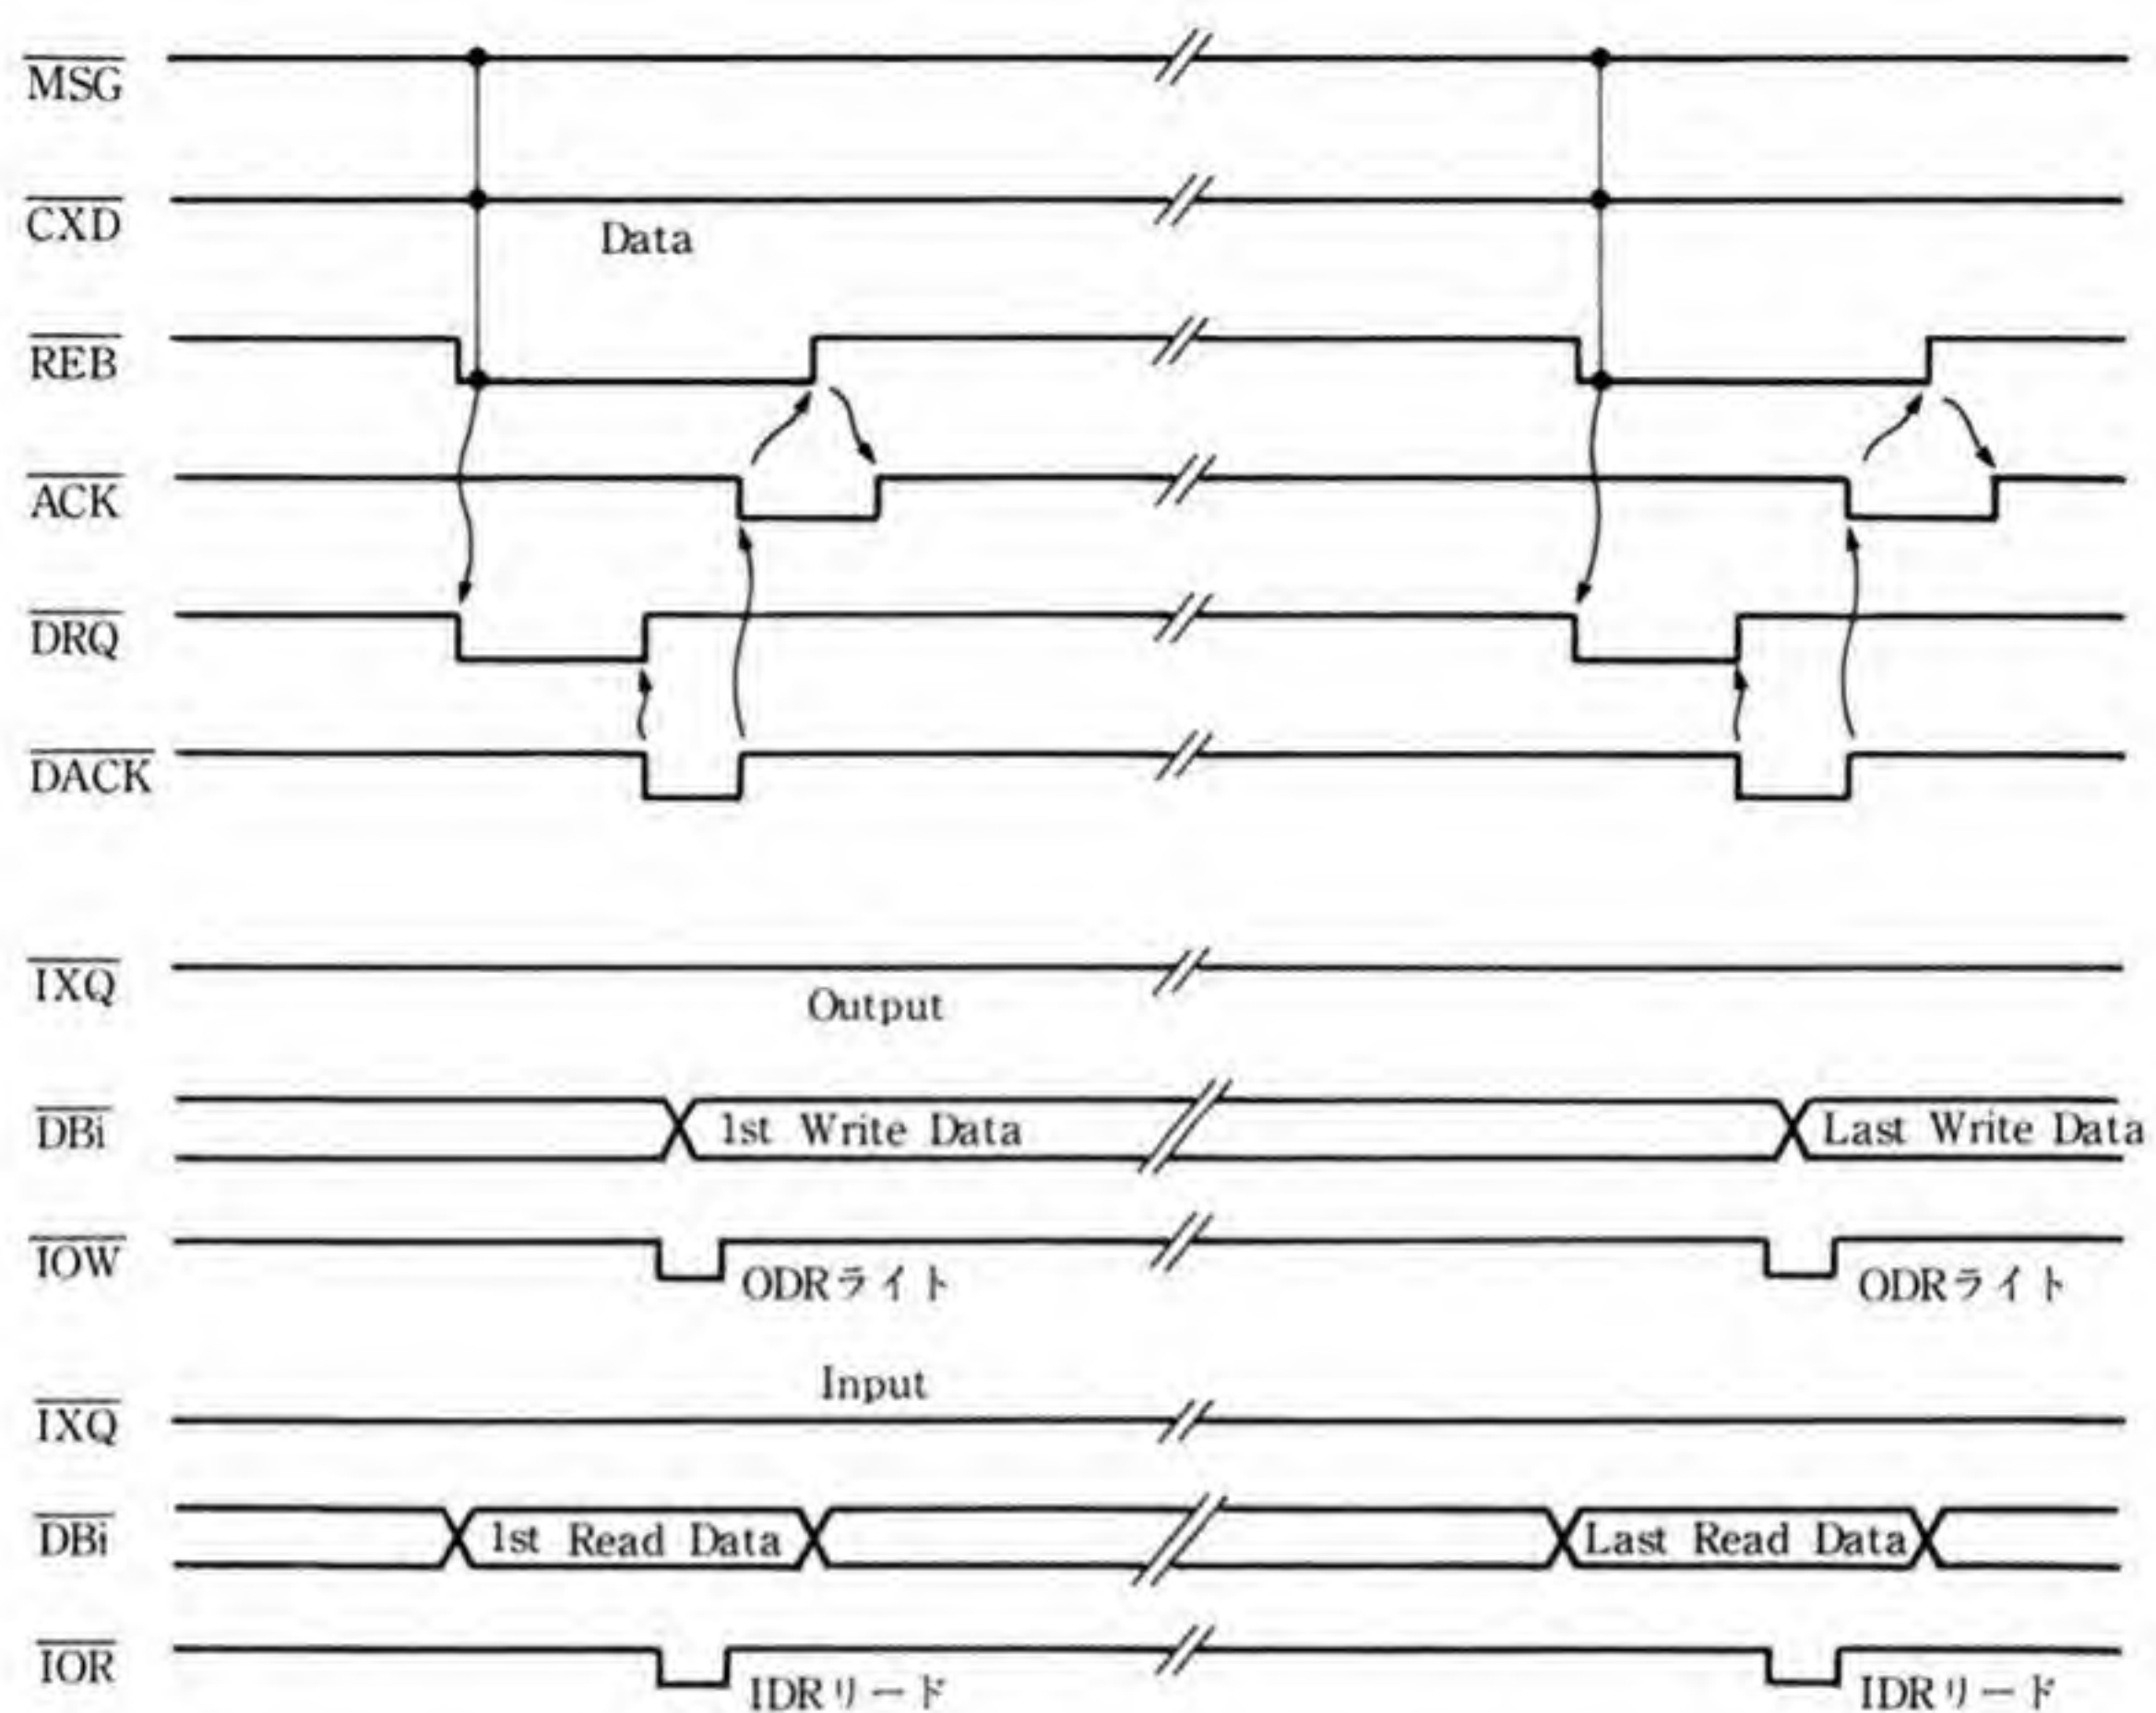 MSG
CXD
Data
REB
ACK
DRQ
DACK
IXQ
Output
DBi
1st Write Data
Last Write Data
IOW
ODRライト
ODRライト
Input
IXQ
DBi
1st Read Data
Last Read Data
IOR
IDRリード
IDRリード